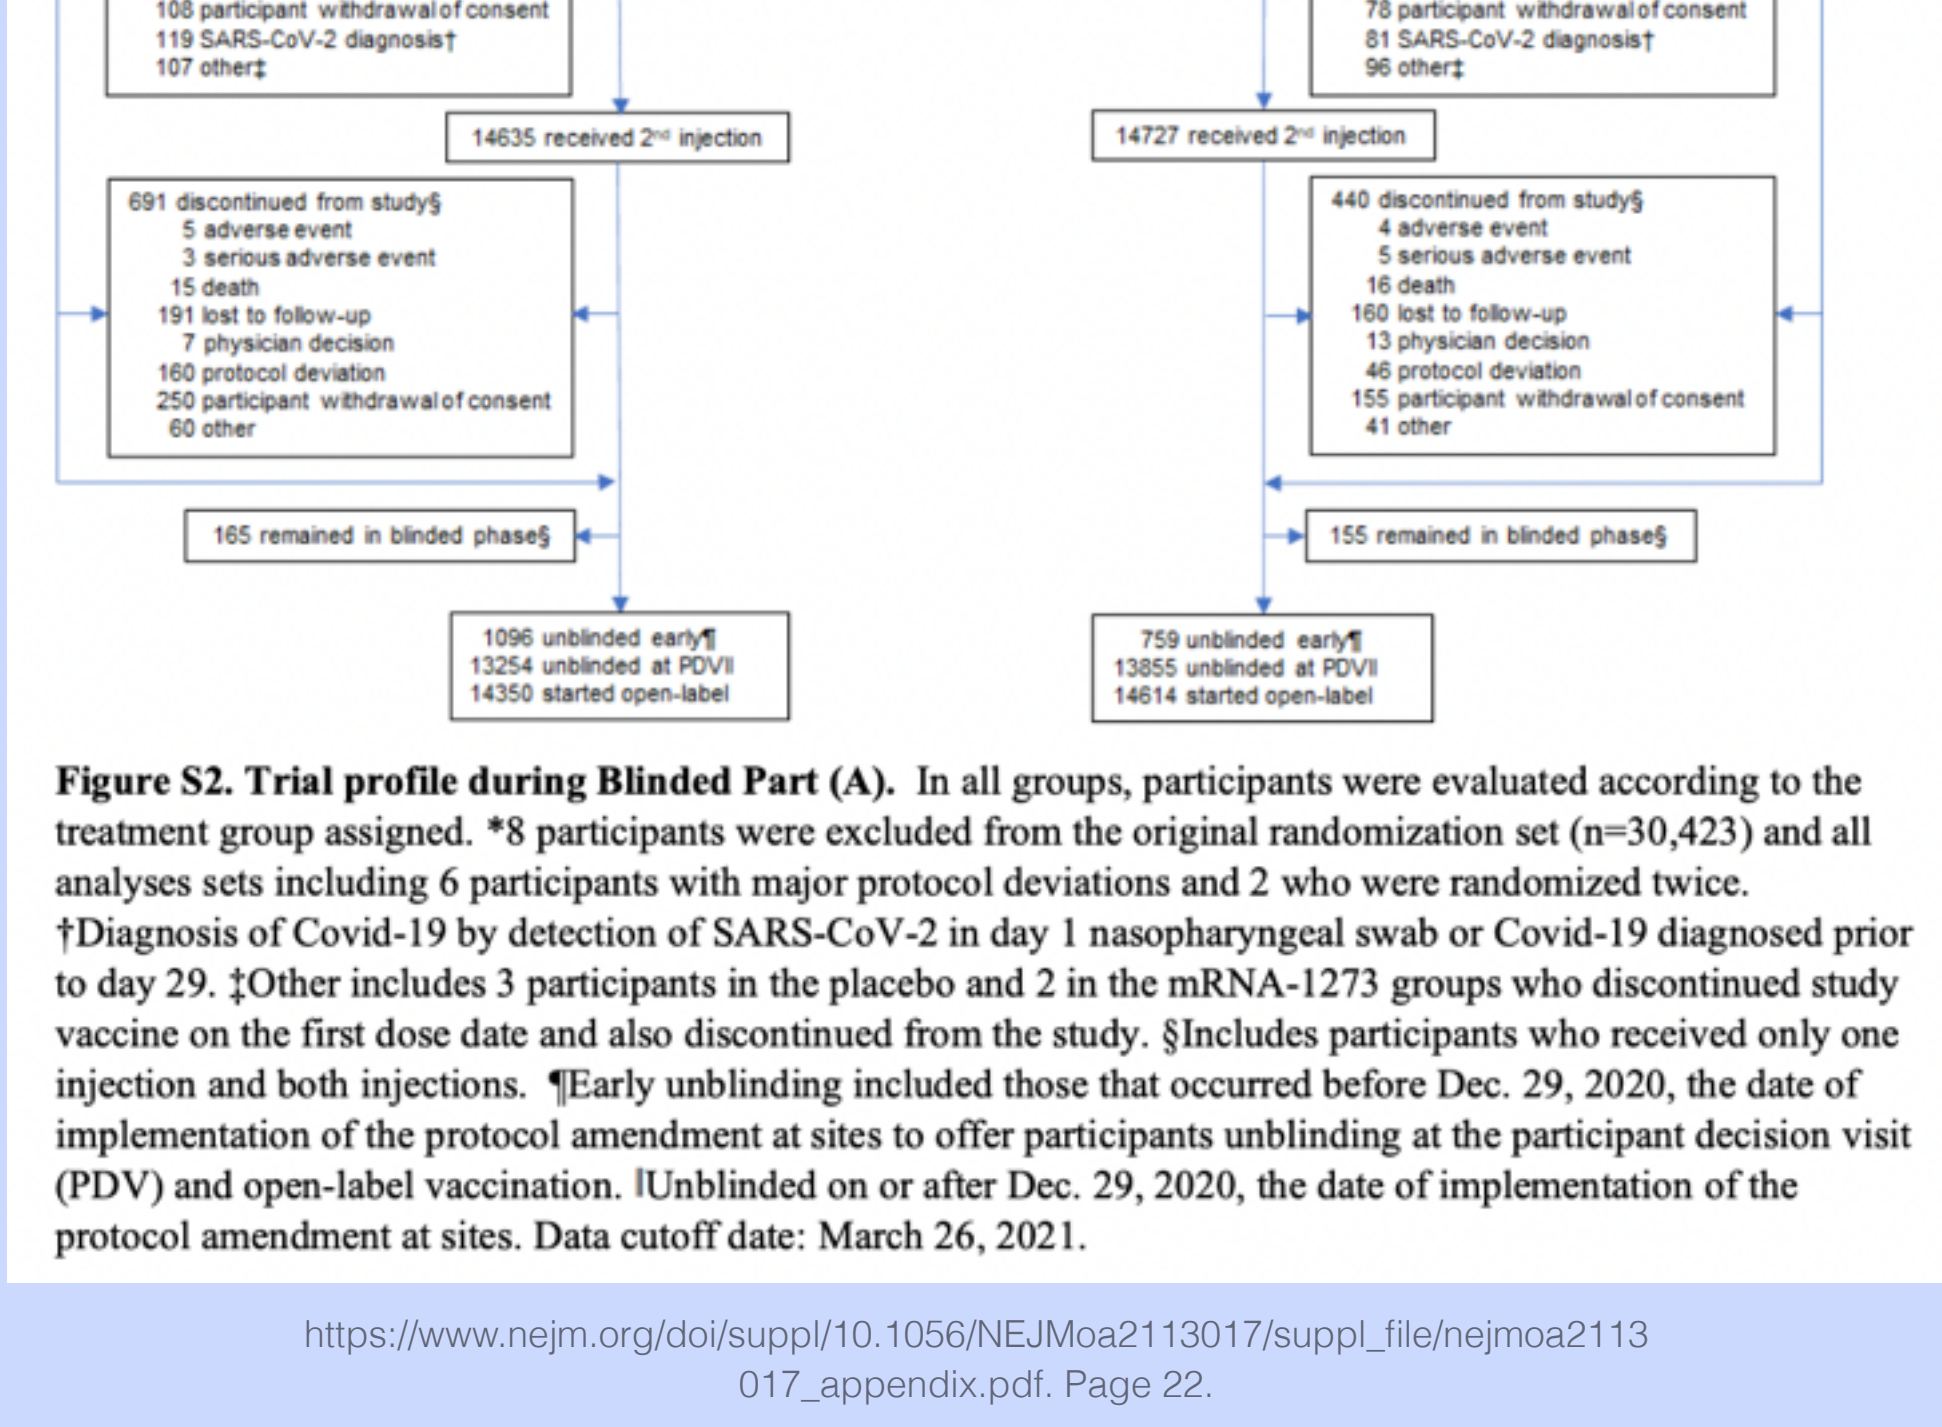 108 participant withdrawal of consent
119 SARS-CoV-2 diagnosis†
107 other‡
78 participant withdrawal of consent
81 SARS-CoV-2 diagnosis†
96 other‡
14635 received 2nd injection
14727 received 2nd injection
691 discontinued from study§
5 adverse event
3 serious adverse event
15 death
191 lost to follow-up
7 physician decision
160 protocol deviation
250 participant withdrawal of consent
60 other
440 discontinued from study§
4 adverse event
5 serious adverse event
16 death
160 lost to follow-up
13 physician decision
46 protocol deviation
155 participant withdrawal of consent
41 other
165 remained in blinded phase§
155 remained in blinded phase§
1096 unblinded early¶
13254 unblinded at PDV‖
14350 started open-label
759 unblinded early¶
13855 unblinded at PDV‖
14614 started open-label
Figure S2. Trial profile during Blinded Part (A). In all groups, participants were evaluated according to the
treatment group assigned. *8 participants were excluded from the original randomization set (n=30,423) and all
analyses sets including 6 participants with major protocol deviations and 2 who were randomized twice.
†Diagnosis of Covid-19 by detection of SARS-CoV-2 in day 1 nasopharyngeal swab or Covid-19 diagnosed prior
to day 29. ‡Other includes 3 participants in the placebo and 2 in the mRNA-1273 groups who discontinued study
vaccine on the first dose date and also discontinued from the study. §Includes participants who received only one
injection and both injections. ¶Early unblinding included those that occurred before Dec. 29, 2020, the date of
implementation of the protocol amendment at sites to offer participants unblinding at the participant decision visit
(PDV) and open-label vaccination. ‖Unblinded on or after Dec. 29, 2020, the date of implementation of the
protocol amendment at sites. Data cutoff date: March 26, 2021.
https://www.nejm.org/doi/suppl/10.1056/NEJMoa2113017/suppl_file/nejmoa2113
017_appendix.pdf. Page 22.